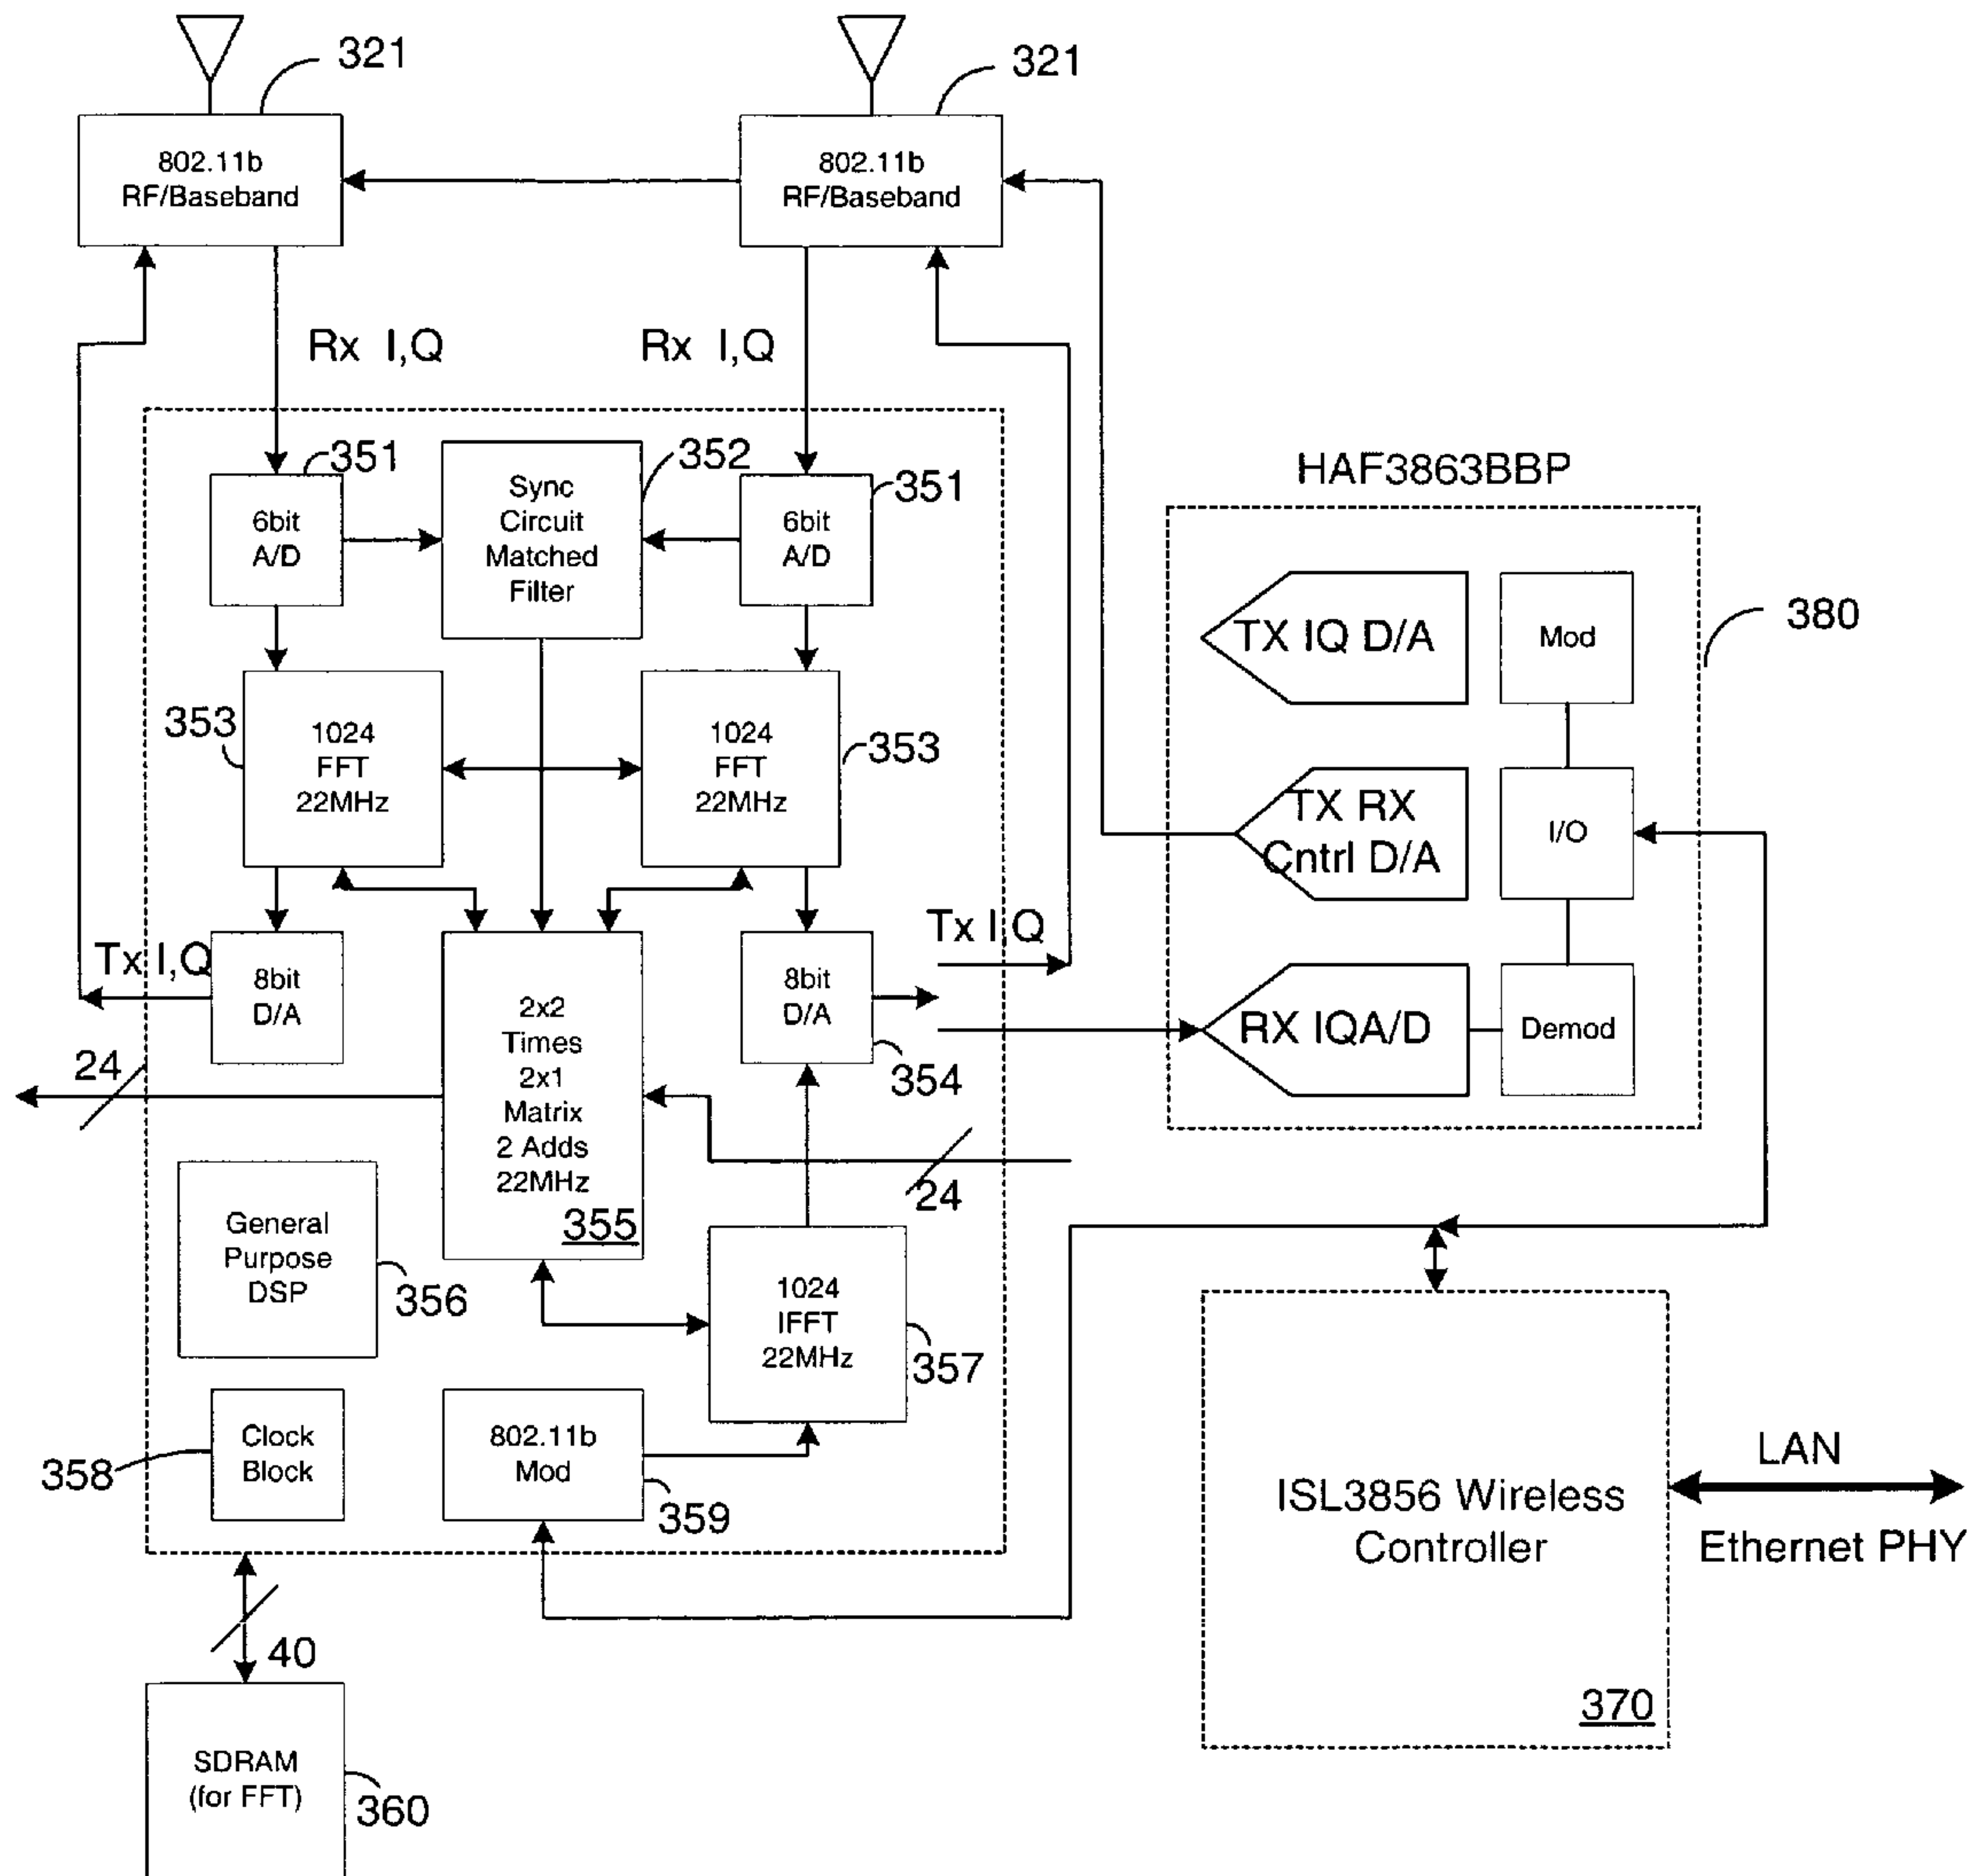 321
321
802.11b
RF/Baseband
802.11b
RF/Baseband
Rx I,Q
Rx I,Q
351
352
351
6bit
A/D
Sync
Circuit
Matched
Filter
6bit
A/D
HAF3863BBP
380
TX IQ D/A
Mod
353
1024
FFT
22MHz
1024
FFT
22MHz
353
TX RX
Cntrl D/A
I/O
Tx I,Q
8bit
D/A
2x2
Times
2x1
Matrix
2 Adds
22MHz
355
8bit
D/A
354
Tx I Q
RX IQA/D
Demod
24
24
General
Purpose
DSP
356
1024
IFFT
22MHz
357
358
Clock
Block
802.11b
Mod
359
ISL3856 Wireless
Controller
370
LAN
Ethernet PHY
40
SDRAM
(for FFT)
360